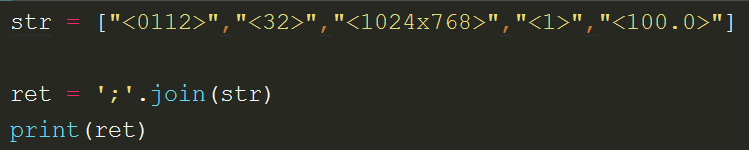 str = ["<0112>","<32>","<1024x768>","<1>","<100.0>"]
ret = ';'.join(str)
print(ret)